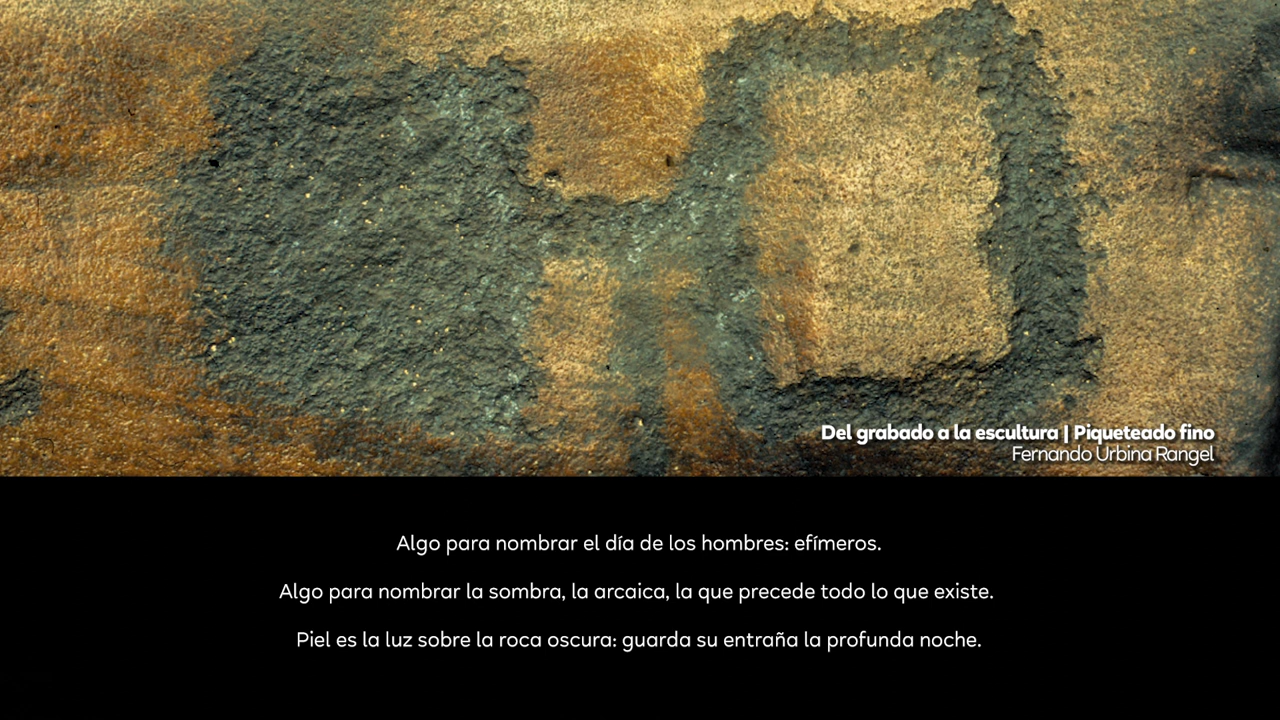 Del grabado a la escultura | Piqueteado fino
Fernando Urbina Rangel
Algo para nombrar el día de los hombres: efímeros.
Algo para nombrar la sombra, la arcaica, la que precede todo lo que existe.
Piel es la luz sobre la roca oscura: guarda su entraña la profunda noche.